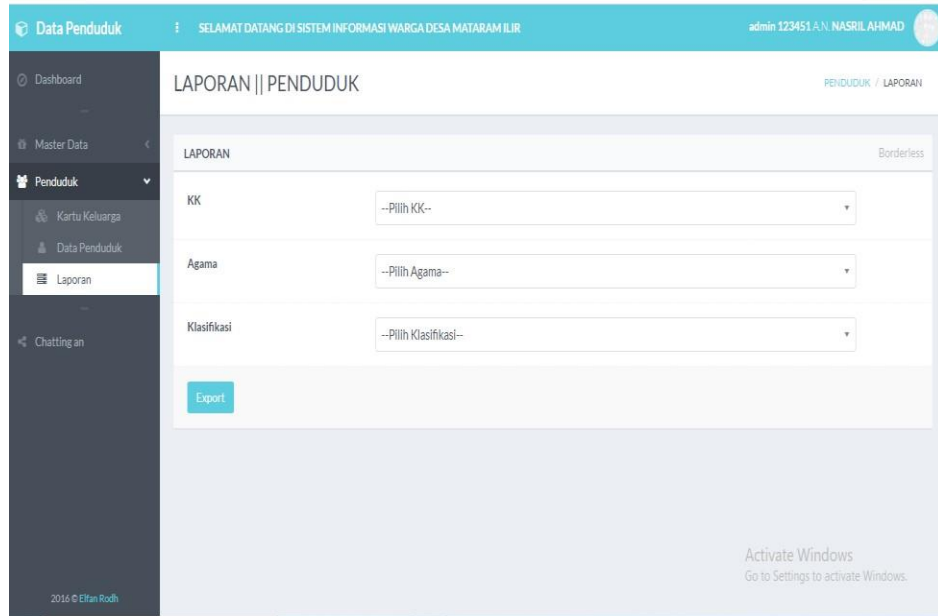 Data Penduduk
SELAMAT DATANG DI SISTEM INFORMASI WARGA DESA MATARAM ILIR
admin 123451 A.N. NASRIL AHMAD
Dashboard
LAPORAN || PENDUDUK
PENDUDUK / LAPORAN
Master Data
Penduduk
Kartu Keluarga
Data Penduduk
Laporan
Chatting an
LAPORAN
Borderless
KK
--Pilih KK--
Agama
--Pilih Agama--
Klasifikasi
--Pilih Klasifikasi--
Export
Activate Windows
Go to Settings to activate Windows.
2016 © Elfan Rodh